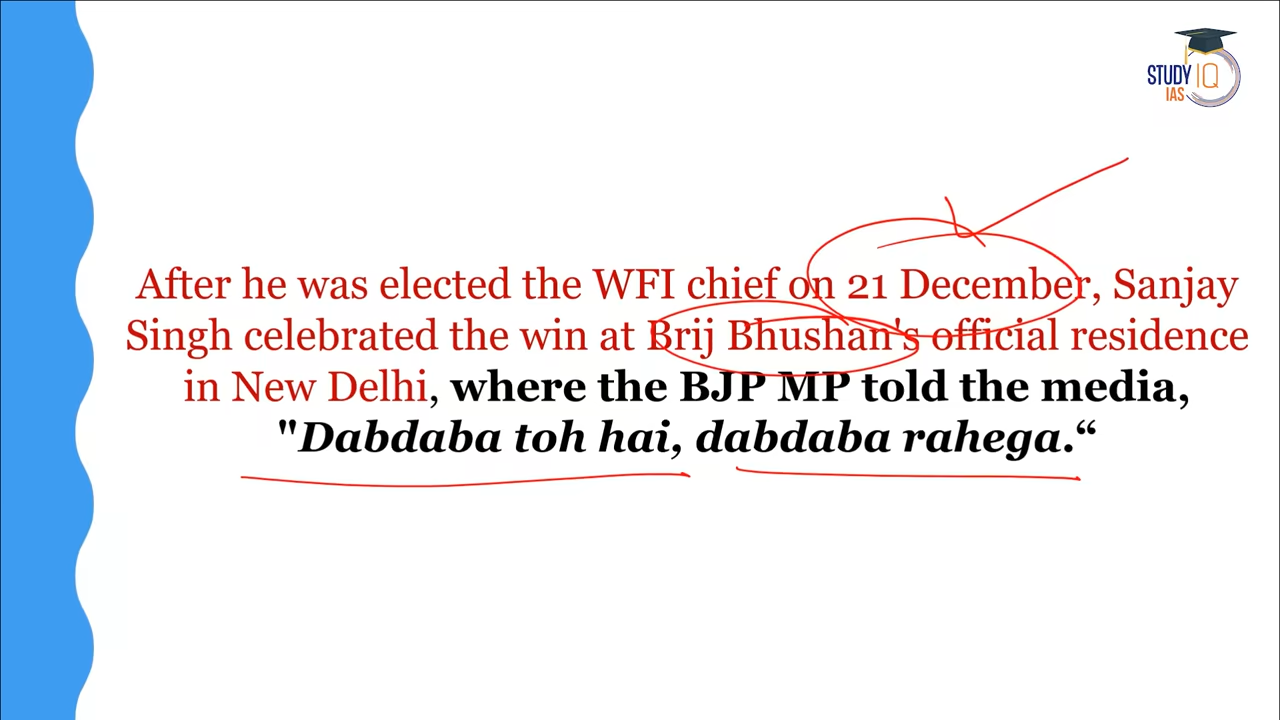 STUDY IQ
IAS
After he was elected the WFI chief on 21 December, Sanjay
Singh celebrated the win at Brij Bhushan's official residence
in New Delhi, where the BJP MP told the media,
"Dabdaba toh hai, dabdaba rahega.“